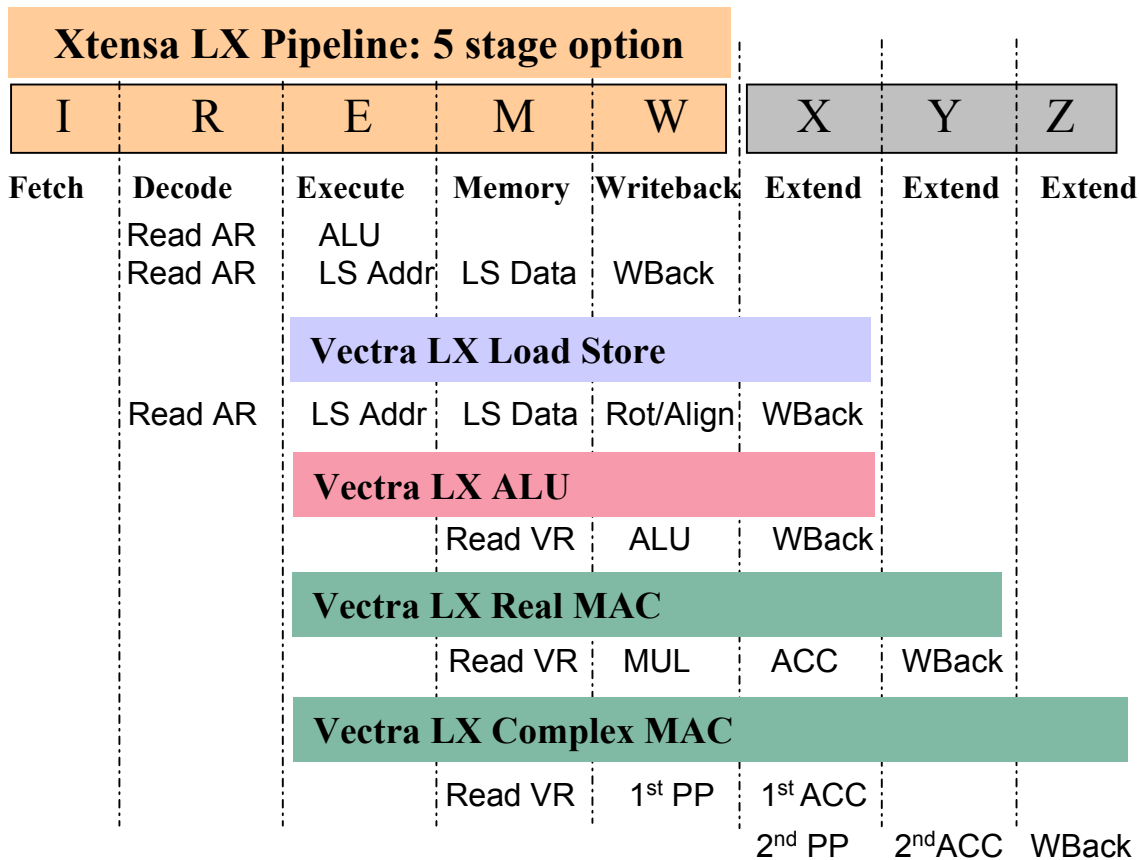 Xtensa LX Pipeline: 5 stage option
I R E M W X Y Z
Fetch Decode Execute Memory Writeback Extend Extend Extend
Read AR ALU
Read AR LS Addr LS Data WBack
Vectra LX Load Store
Read AR LS Addr LS Data Rot/Align WBack
Vectra LX ALU
Read VR ALU WBack
Vectra LX Real MAC
Read VR MUL ACC WBack
Vectra LX Complex MAC
Read VR 1st PP 1st ACC
2nd PP 2nd ACC WBack